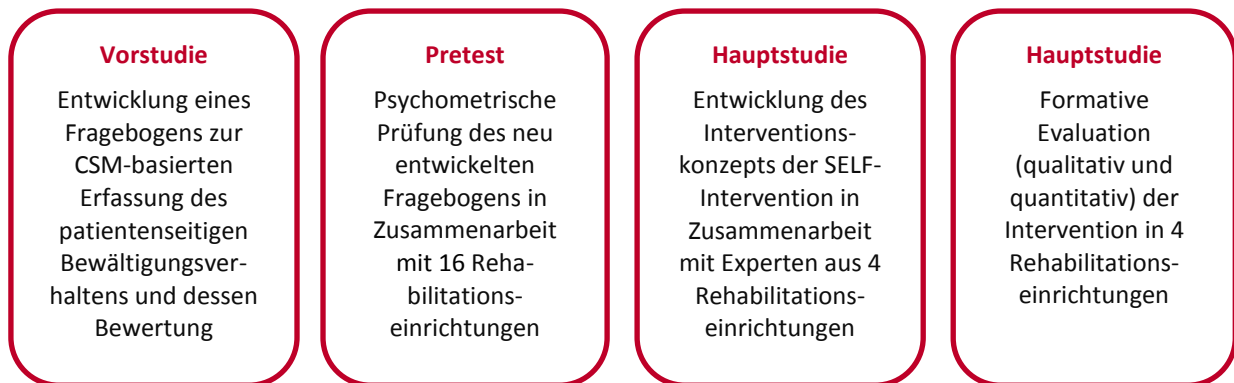 Vorstudie
Entwicklung eines
Fragebogens zur
CSM-basierten
Erfassung des
patientenseitigen
Bewältigungsver-
haltens und dessen
Bewertung
Pretest
Psychometrische
Prüfung des neu
entwickelten
Fragebogens in
Zusammenarbeit
mit 16 Reha-
bilitations-
einrichtungen
Hauptstudie
Entwicklung des
Interventions-
konzepts der SELF-
Intervention in
Zusammenarbeit
mit Experten aus 4
Rehabilitations-
einrichtungen
Hauptstudie
Formative
Evaluation
(qualitativ und
quantitativ) der
Intervention in 4
Rehabilitations-
einrichtungen